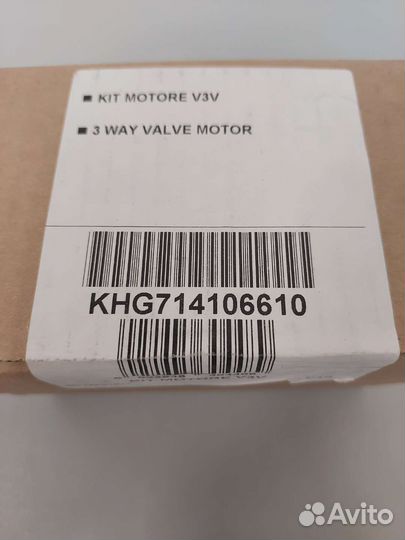 ■ KIT MOTORE V3V
■ 3 WAY VALVE MOTOR
KHG714106610
Avito